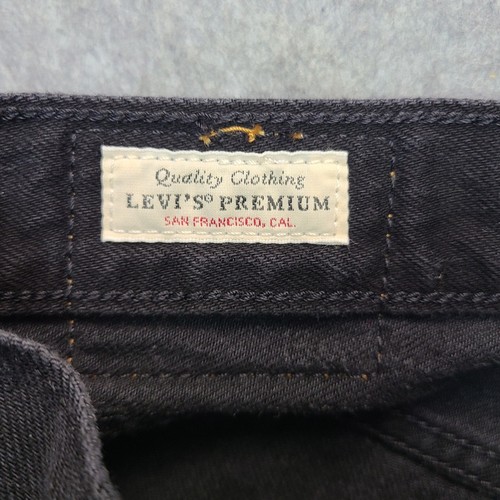 Quality Clothing
LEVI'S® PREMIUM
SAN FRANCISCO, CAL.